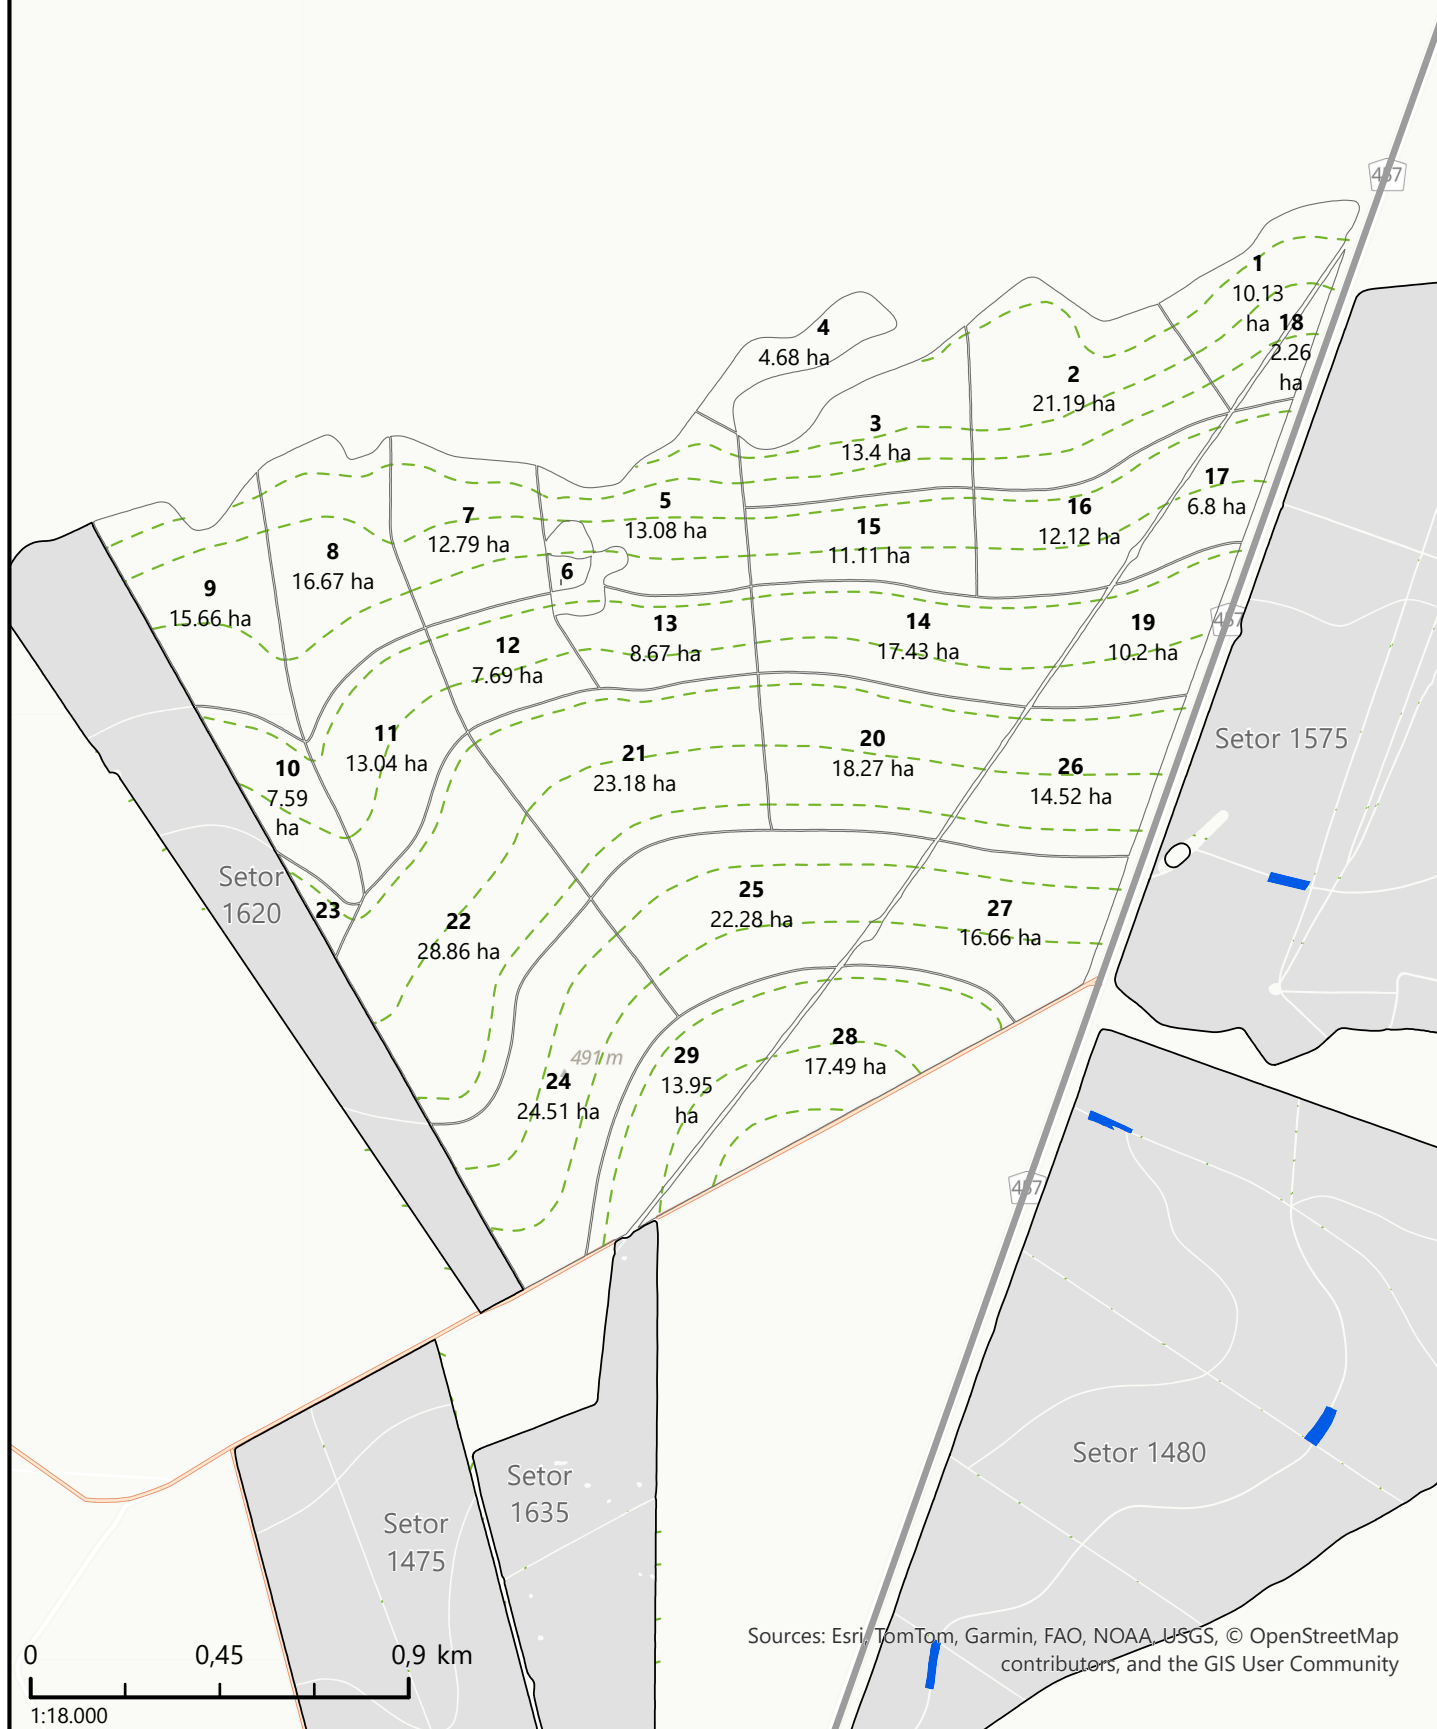 457
1
10.13
ha
18
2.26
ha
4
4.68 ha
2
21.19 ha
3
13.4 ha
17
6.8 ha
5
13.08 ha
16
12.12 ha
7
12.79 ha
15
11.11 ha
8
16.67 ha
6
9
15.66 ha
457
14
17.43 ha
19
10.2 ha
13
8.67 ha
12
7.69 ha
11
13.04 ha
Setor 1575
20
18.27 ha
21
23.18 ha
26
14.52 ha
10
7.59
ha
Setor
1620
25
22.28 ha
23
27
16.66 ha
22
28.86 ha
28
17.49 ha
491 m
29
13.95
ha
24
24.51 ha
457
Setor 1480
Setor
1635
Setor
1475
0 0,45 0,9 km
1:18.000
Sources: Esri, TomTom, Garmin, FAO, NOAA, USGS, © OpenStreetMap
contributors, and the GIS User Community